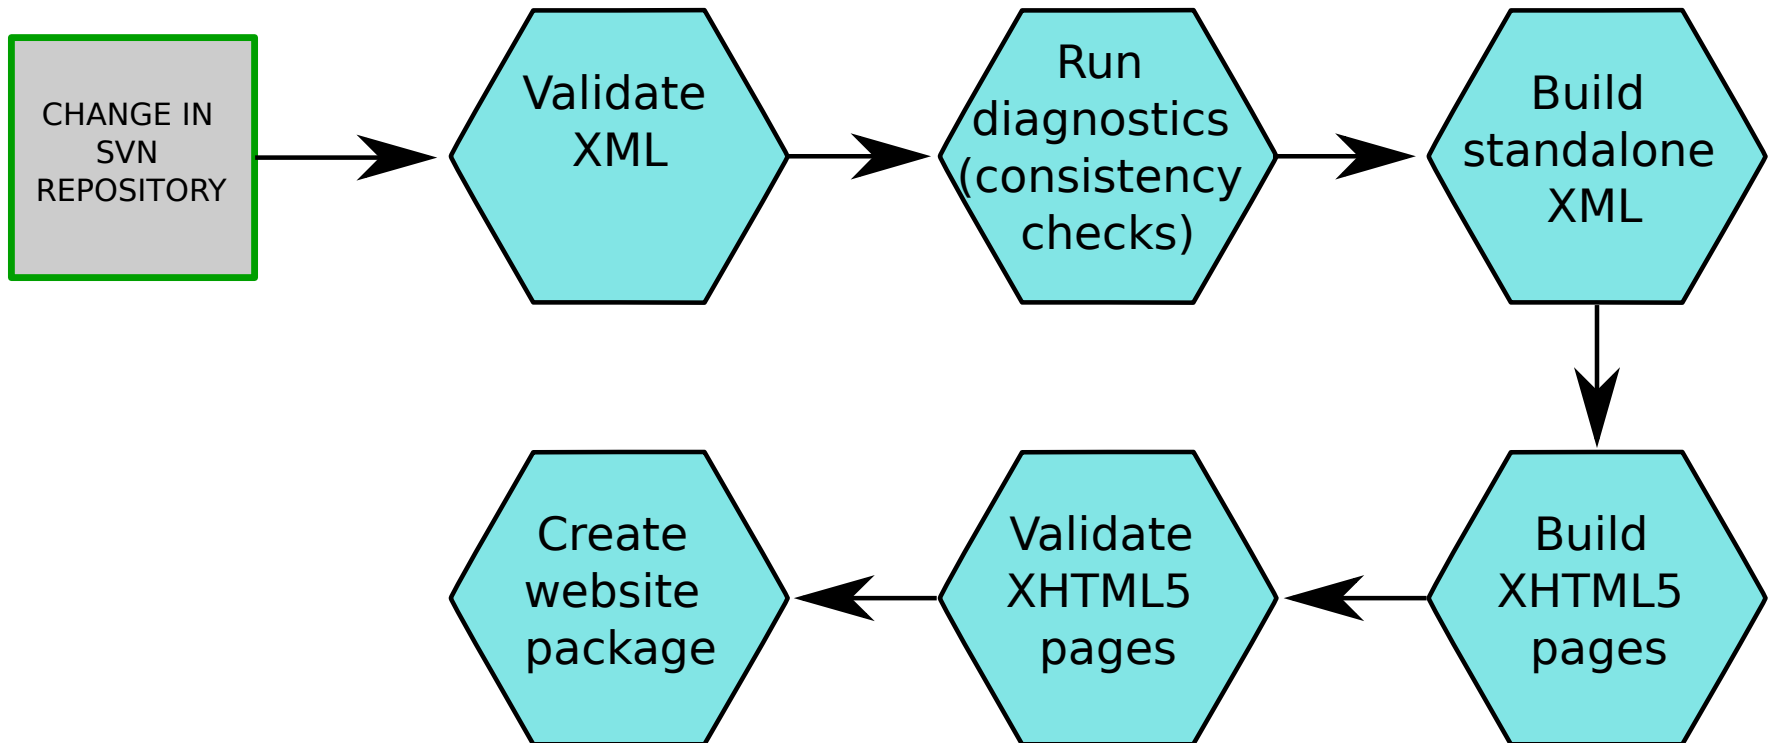 CHANGE IN
SVN
REPOSITORY
Validate
XML
Run
diagnostics
(consistency
checks)
Build
standalone
XML
Build
XHTML5
pages
Validate
XHTML5
pages
Create
website
package